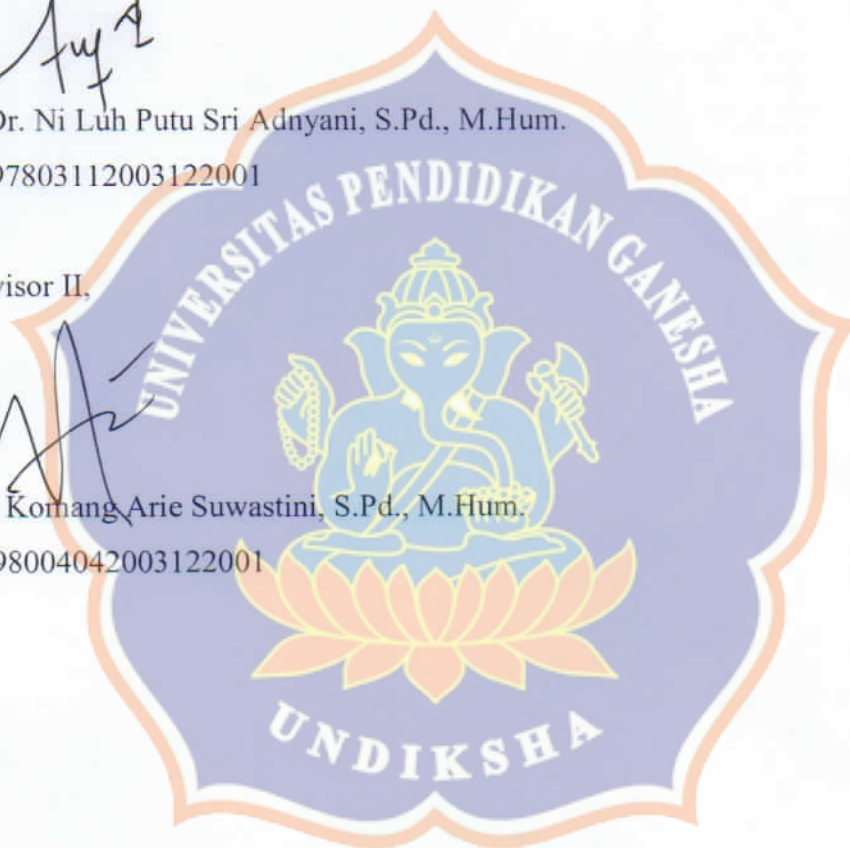 Dr. Ni Luh Putu Sri Adnyani, S.Pd., M.Hum.
97803112003122001
visor II,
Komang Arie Suwastini, S.Pd., M.Hum.
98004042003122001
UNIVERSITAS PENDIDIKAN GANESHA
UNDIKSHA